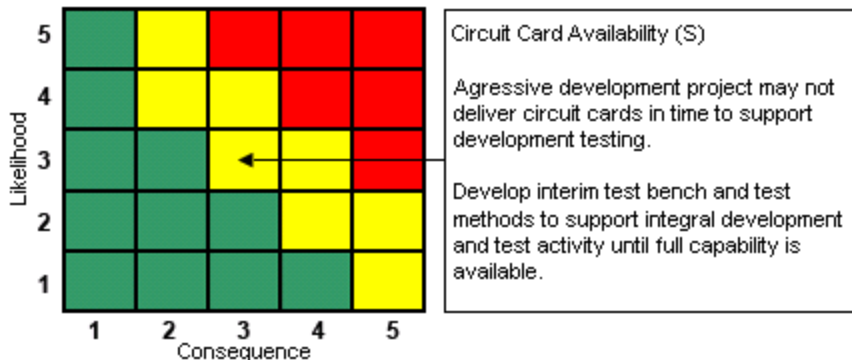 5
4
3
2
1
Likelihood
1 2 3 4 5
Consequence
Circuit Card Availability (S)
Agressive development project may not
deliver circuit cards in time to support
development testing.
Develop interim test bench and test
methods to support integral development
and test activity until full capability is
available.